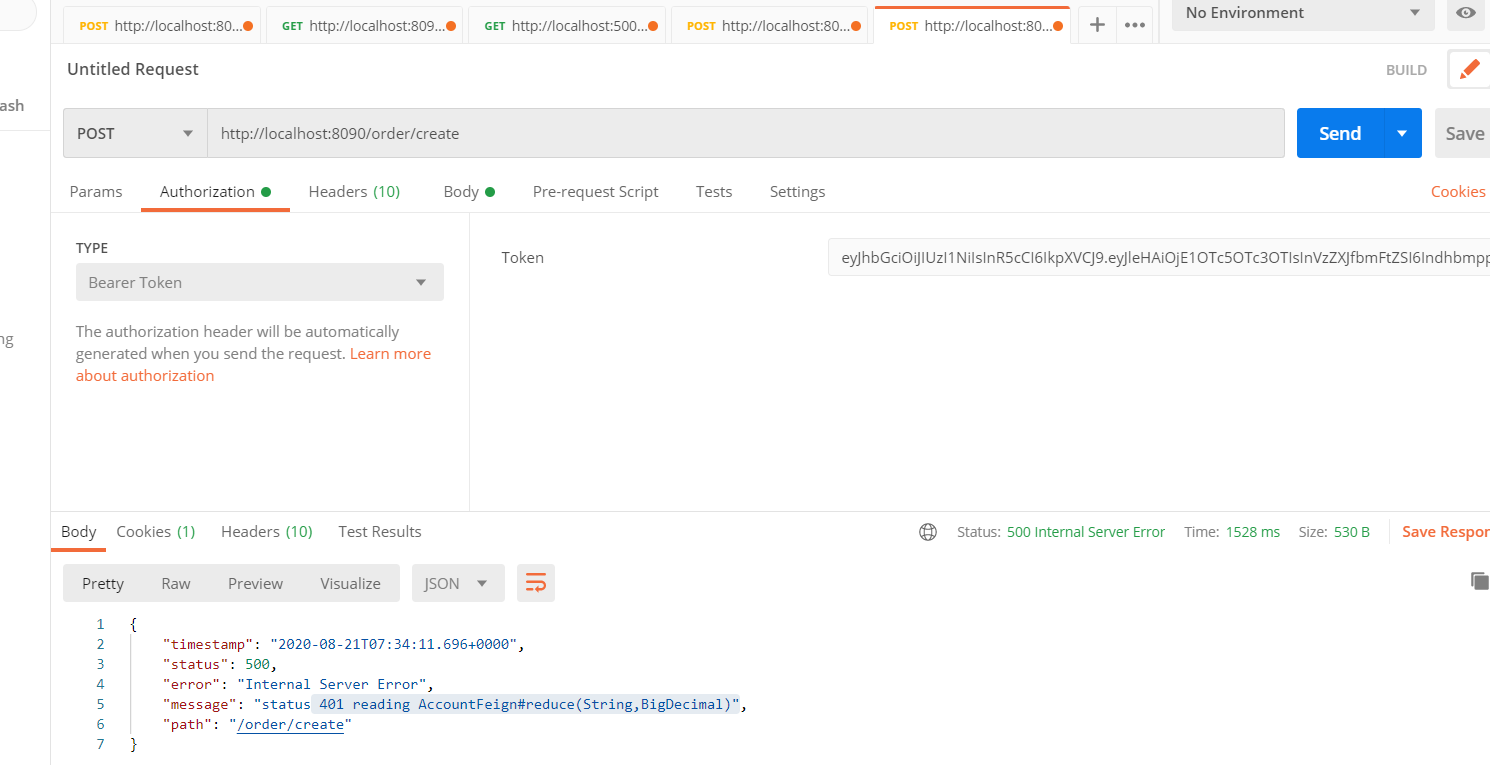 POST http://localhost:80...
GET http://localhost:809...
GET http://localhost:500...
POST http://localhost:80...
POST http://localhost:80...
No Environment
Untitled Request
BUILD
ash
POST
http://localhost:8090/order/create
Send
Save
Params
Authorization
Headers (10)
Body
Pre-request Script
Tests
Settings
Cookies
TYPE
Bearer Token
The authorization header will be automatically
generated when you send the request. Learn more
about authorization
Token
eyJhbGciOiJIUzI1NiIsInR5cCI6IkpXVCJ9.eyJleHAiOjE1OTc5OTc3OTIsInVzZXJfbmFtZSI6Indhbmpp
ng
Body
Cookies (1)
Headers (10)
Test Results
Status: 500 Internal Server Error
Time: 1528 ms
Size: 530 B
Save Respor
Pretty
Raw
Preview
Visualize
JSON
1 {
2 "timestamp": "2020-08-21T07:34:11.696+0000",
3 "status": 500,
4 "error": "Internal Server Error",
5 "message": "status 401 reading AccountFeign#reduce(String,BigDecimal)",
6 "path": "/order/create"
7 }